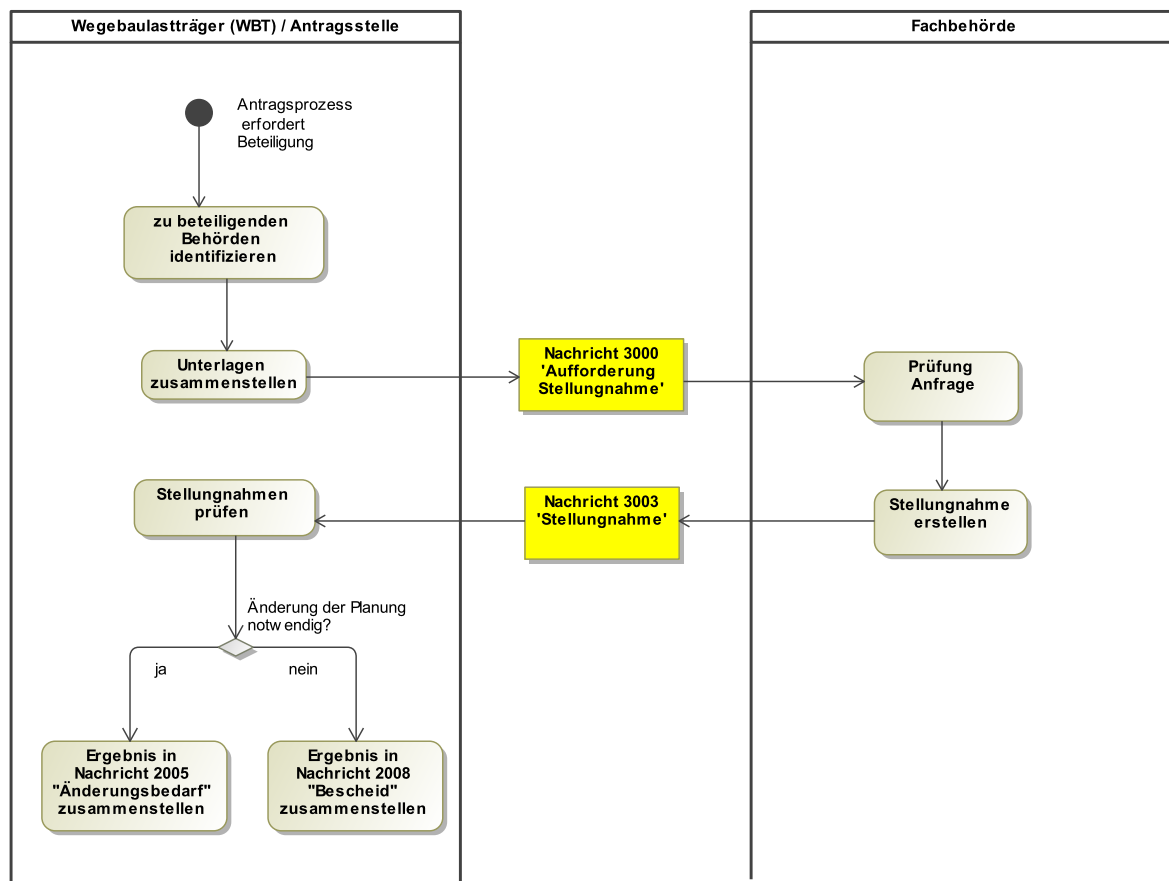 Wegebaulastträger (WBT) / Antragsstelle
Fachbehörde
Antragsprozess
erfordert
Beteiligung
zu beteiligenden
Behörden
identifizieren
Unterlagen
zusammenstellen
Nachricht 3000
'Aufforderung
Stellungnahme'
Prüfung
Anfrage
Stellungnahme
erstellen
Nachricht 3003
'Stellungnahme'
Stellungnahmen
prüfen
Änderung der Planung
notwendig?
ja
nein
Ergebnis in
Nachricht 2005
"Änderungsbedarf"
zusammenstellen
Ergebnis in
Nachricht 2008
"Bescheid"
zusammenstellen